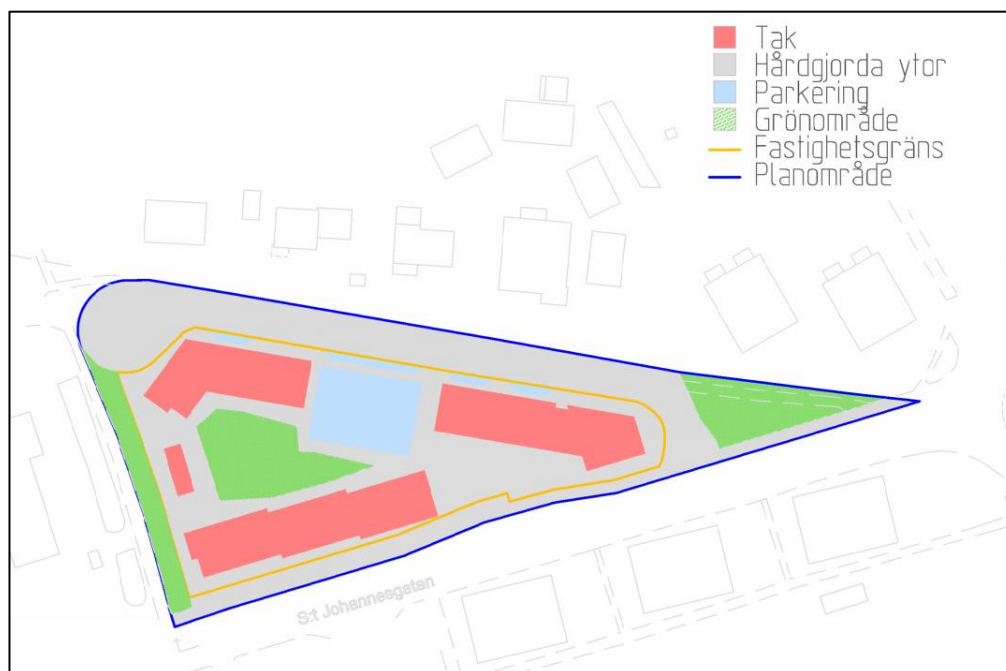 Tak
Hårdgjorda ytor
Parkering
Grönområde
Fastighetsgräns
Planområde
S:t Johannesgatan